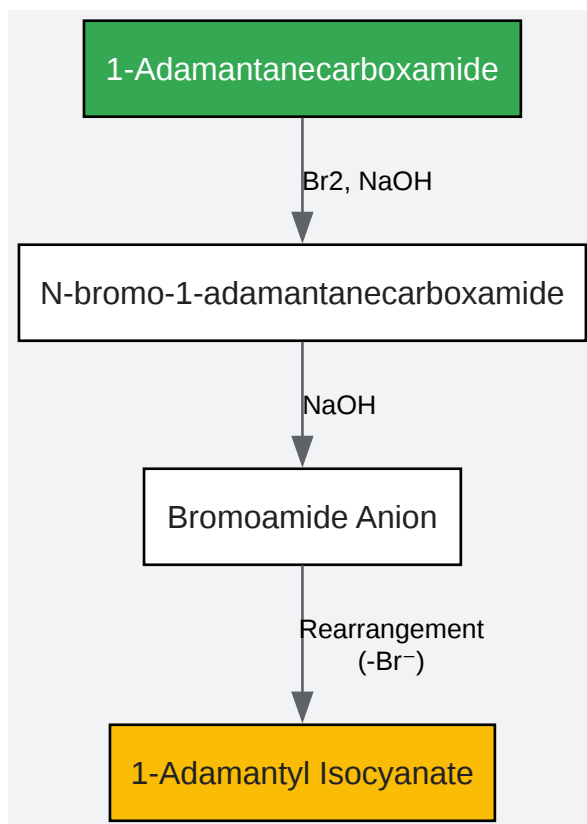 1-Adamantanecarboxamide
Br2, NaOH
N-bromo-1-adamantanecarboxamide
NaOH
Bromoamide Anion
Rearrangement
(-Br⁻)
1-Adamantyl Isocyanate